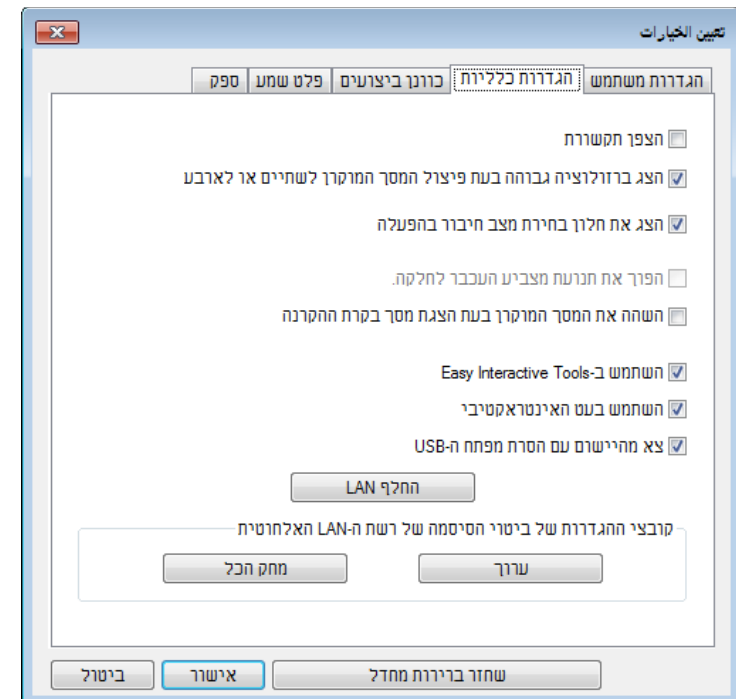 تعيين الخيارات
הגדרות משתמש
הגדרות כלליות
כוונן ביצועים
פלט שמע
ספק
הצפן תקשורת
הצג ברזולוציה גבוהה בעת פיצול המסך המוקרן לשתיים או לארבע
הצג את חלון בחירת מצב חיבור בהפעלה
הפוך את תנועת מצביע העכבר לחלקה.
השהה את המסך המוקרן בעת הצגת מסך בקרת ההקרנה
השתמש ב-Easy Interactive Tools
השתמש בעט האינטראקטיבי
צא מהיישום עם הסרת מפתח ה-USB
החלף LAN
קובצי ההגדרות של ביטוי הסיסמה של רשת ה-LAN האלחוטית
ערוך
מחק הכל
שחזר ברירות מחדל
אישור
ביטול